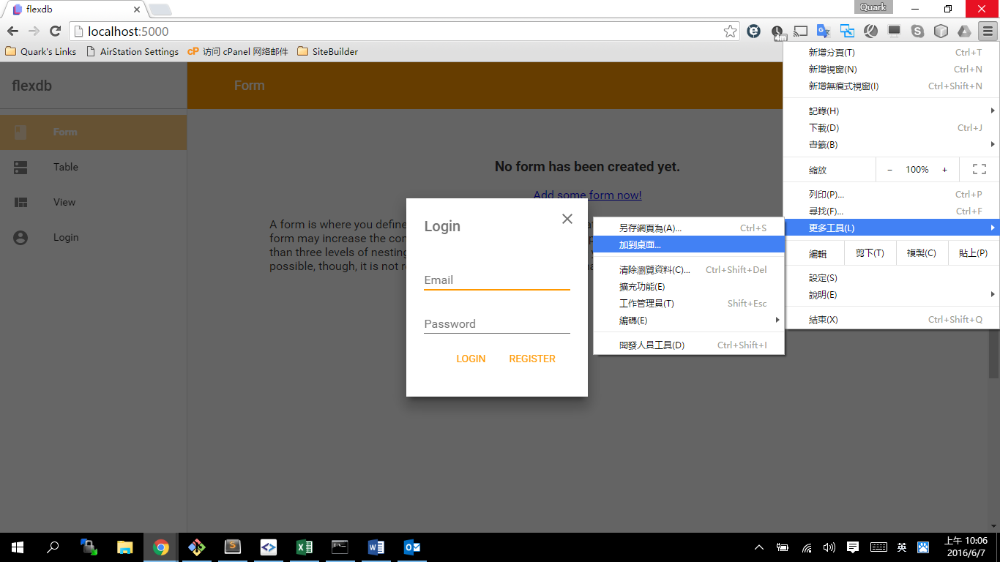 flexdb
Quark
localhost:5000
4m
Quark's Links
AirStation Settings
cP 访问 cPanel 网络邮件
SiteBuilder
flexdb
Form
Form
Table
View
Login
No form has been created yet.
Add some form now!
A form is where you define
form may increase the con
than three levels of nesting
possible, though, it is not re
Login
Email
Password
LOGIN
REGISTER
新增分頁(T) Ctrl+T
新增視窗(N) Ctrl+N
新增無痕式視窗(I) Ctrl+Shift+N
記錄(H)
下載(D) Ctrl+J
書籤(B)
縮放 − 100% +
列印(P)... Ctrl+P
尋找(F)... Ctrl+F
更多工具(L)
編輯 剪下(T) 複製(C) 貼上(P)
設定(S)
說明(E)
結束(X) Ctrl+Shift+Q
另存網頁為(A)... Ctrl+S
加到桌面...
清除瀏覽資料(C)... Ctrl+Shift+Del
擴充功能(E)
工作管理員(T) Shift+Esc
編碼(E)
開發人員工具(D) Ctrl+Shift+I
英
上午 10:06
2016/6/7